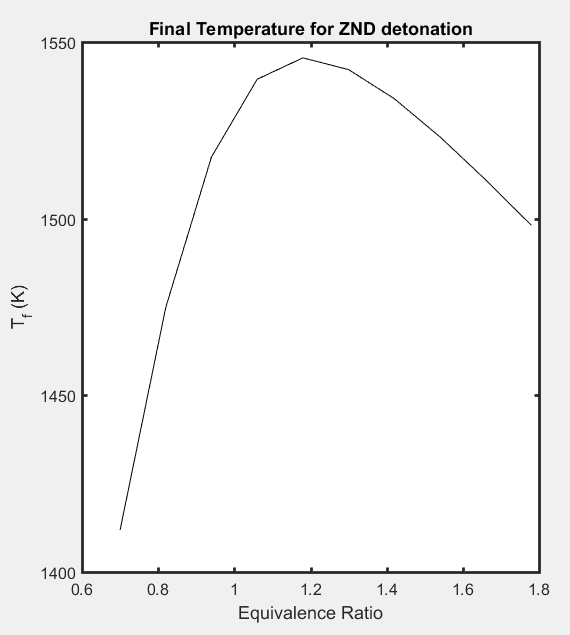 Final Temperature for ZND detonation
1550
1500
1450
1400
T_f (K)
0.6 0.8 1 1.2 1.4 1.6 1.8
Equivalence Ratio